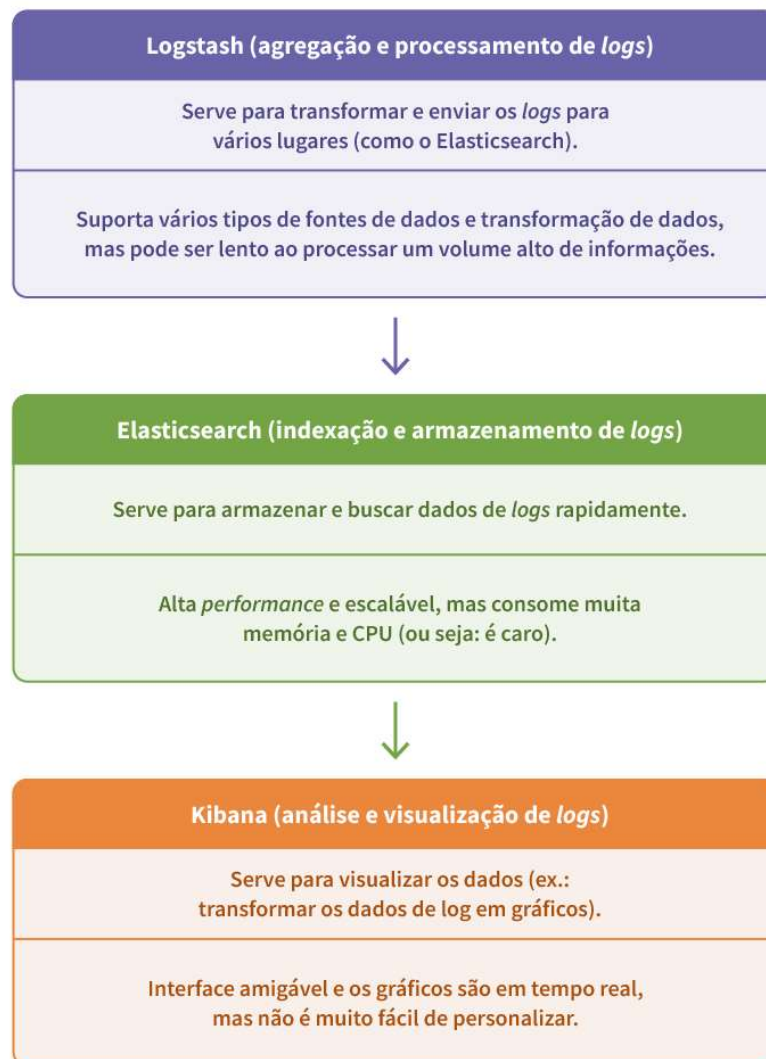 Logstash (agregação e processamento de logs)
Serve para transformar e enviar os logs para
vários lugares (como o Elasticsearch).
Suporta vários tipos de fontes de dados e transformação de dados,
mas pode ser lento ao processar um volume alto de informações.
Elasticsearch (indexação e armazenamento de logs)
Serve para armazenar e buscar dados de logs rapidamente.
Alta performance e escalável, mas consome muita
memória e CPU (ou seja: é caro).
Kibana (análise e visualização de logs)
Serve para visualizar os dados (ex.:
transformar os dados de log em gráficos).
Interface amigável e os gráficos são em tempo real,
mas não é muito fácil de personalizar.